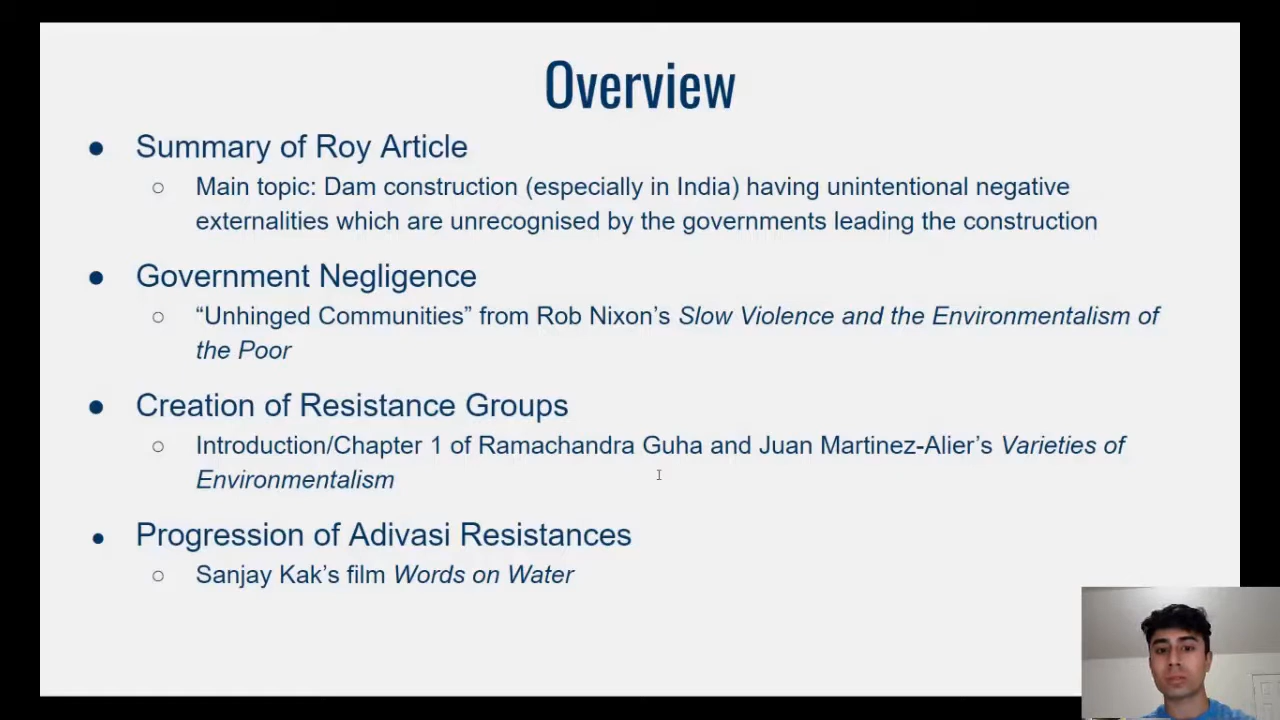 Overview
● Summary of Roy Article
○ Main topic: Dam construction (especially in India) having unintentional negative
externalities which are unrecognised by the governments leading the construction
● Government Negligence
○ “Unhinged Communities” from Rob Nixon’s Slow Violence and the Environmentalism of
the Poor
● Creation of Resistance Groups
○ Introduction/Chapter 1 of Ramachandra Guha and Juan Martinez-Alier’s Varieties of
Environmentalism
● Progression of Adivasi Resistances
○ Sanjay Kak’s film Words on Water